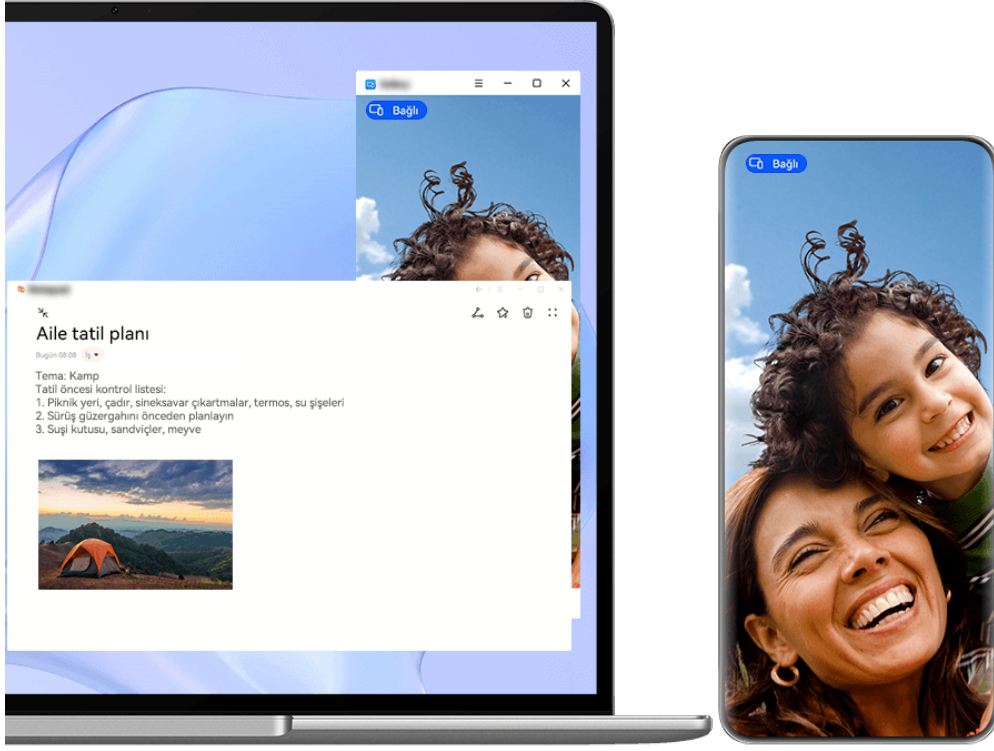 Bağlı
Bağlı
Aile tatil planı
Bugün 08:08 İş
Tema: Kamp
Tatil öncesi kontrol listesi:
1. Piknik yeri, çadır, sineksavar çıkartmalar, termos, su şişeleri
2. Sürüş güzergahını önceden planlayın
3. Suşi kutusu, sandviçler, meyve